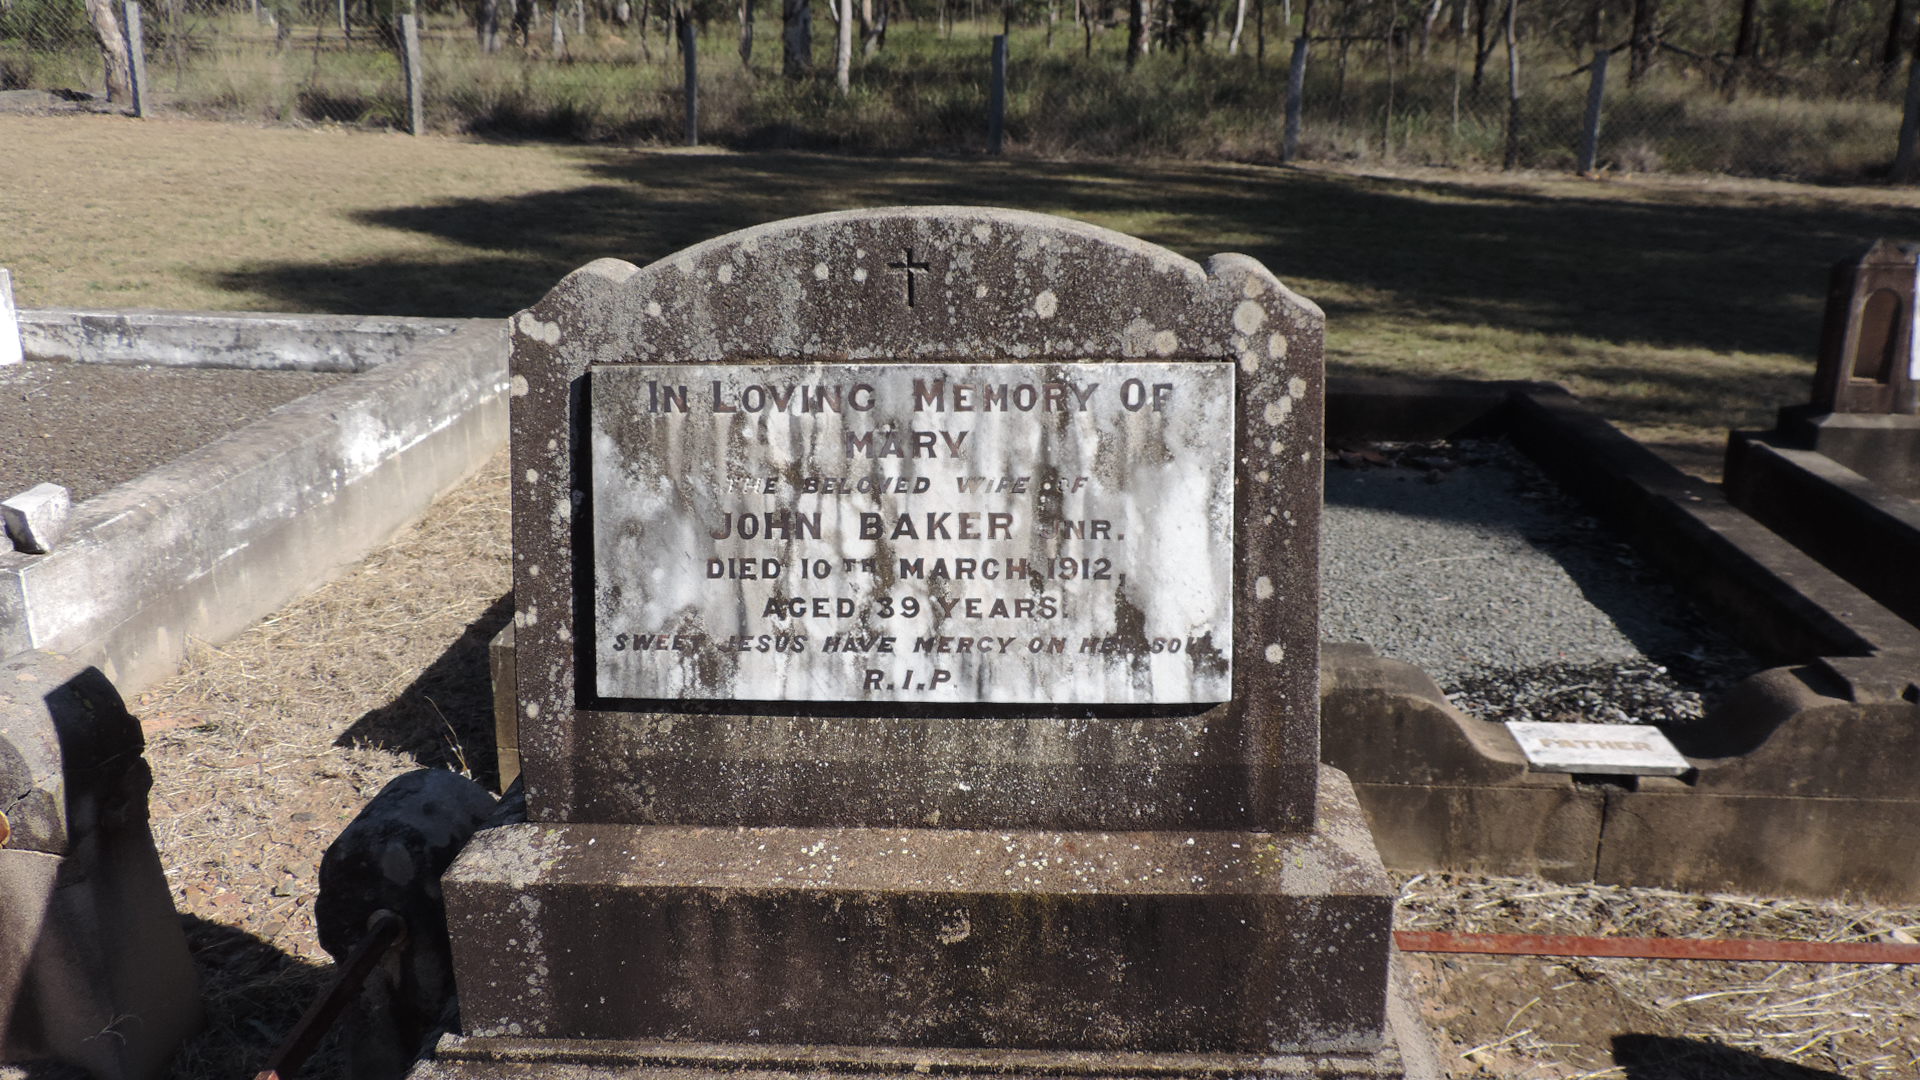 IN LOVING MEMORY OF
MARY
THE BELOVED WIFE OF
JOHN BAKER JNR.
DIED 10TH MARCH 1912,
AGED 39 YEARS.
SWEET JESUS HAVE MERCY ON HER SOUL.
R.I.P.
FATHER